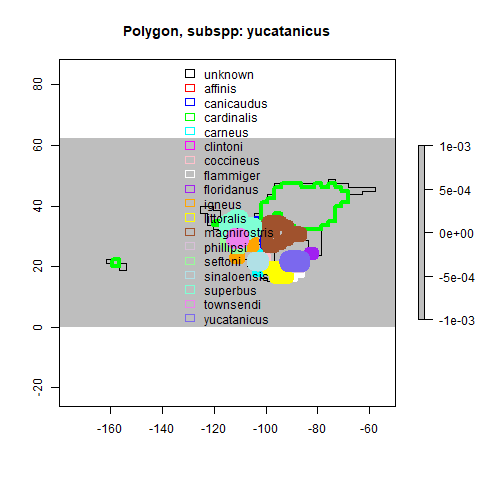 Polygon, subspp: yucatanicus
unknown
affinis
canicaudus
cardinalis
carneus
clintoni
coccineus
flammiger
floridanus
igneus
littoralis
magnirostris
phillipsi
seftoni
sinaloensis
superbus
townsendi
yucatanicus
80
60
40
20
0
-20
-160
-140
-120
-100
-80
-60
1e-03
5e-04
0e+00
-5e-04
-1e-03